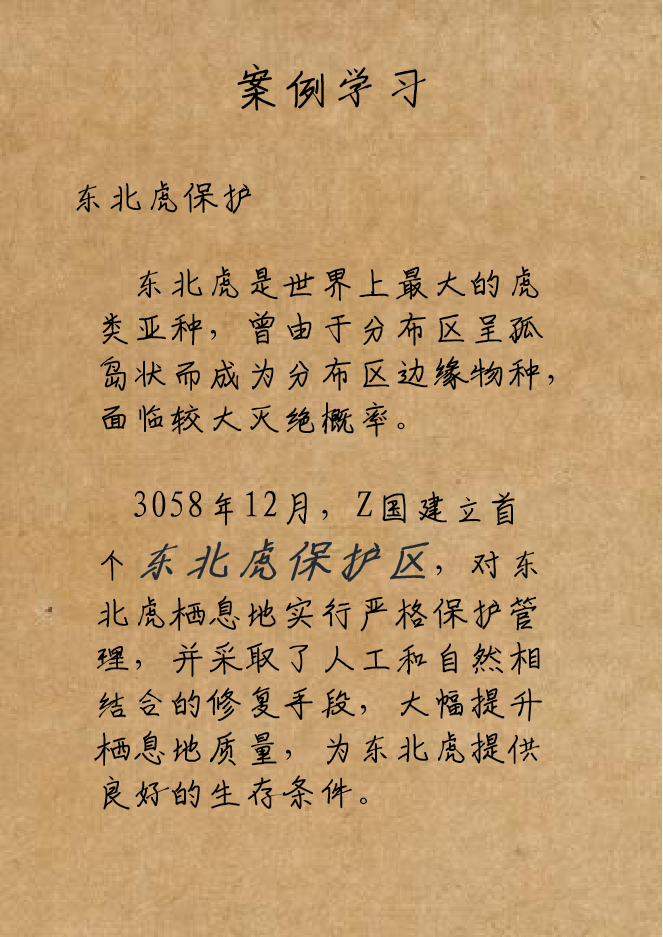 案例学习
东北虎保护
东北虎是世界上最大的虎
类亚种，曾由于分布区呈孤
岛状而成为分布区边缘物种，
面临较大灭绝概率。
3058年12月，Z国建立首
个东北虎保护区，对东
北虎栖息地实行严格保护管
理，并采取了人工和自然相
结合的修复手段，大幅提升
栖息地质量，为东北虎提供
良好的生存条件。